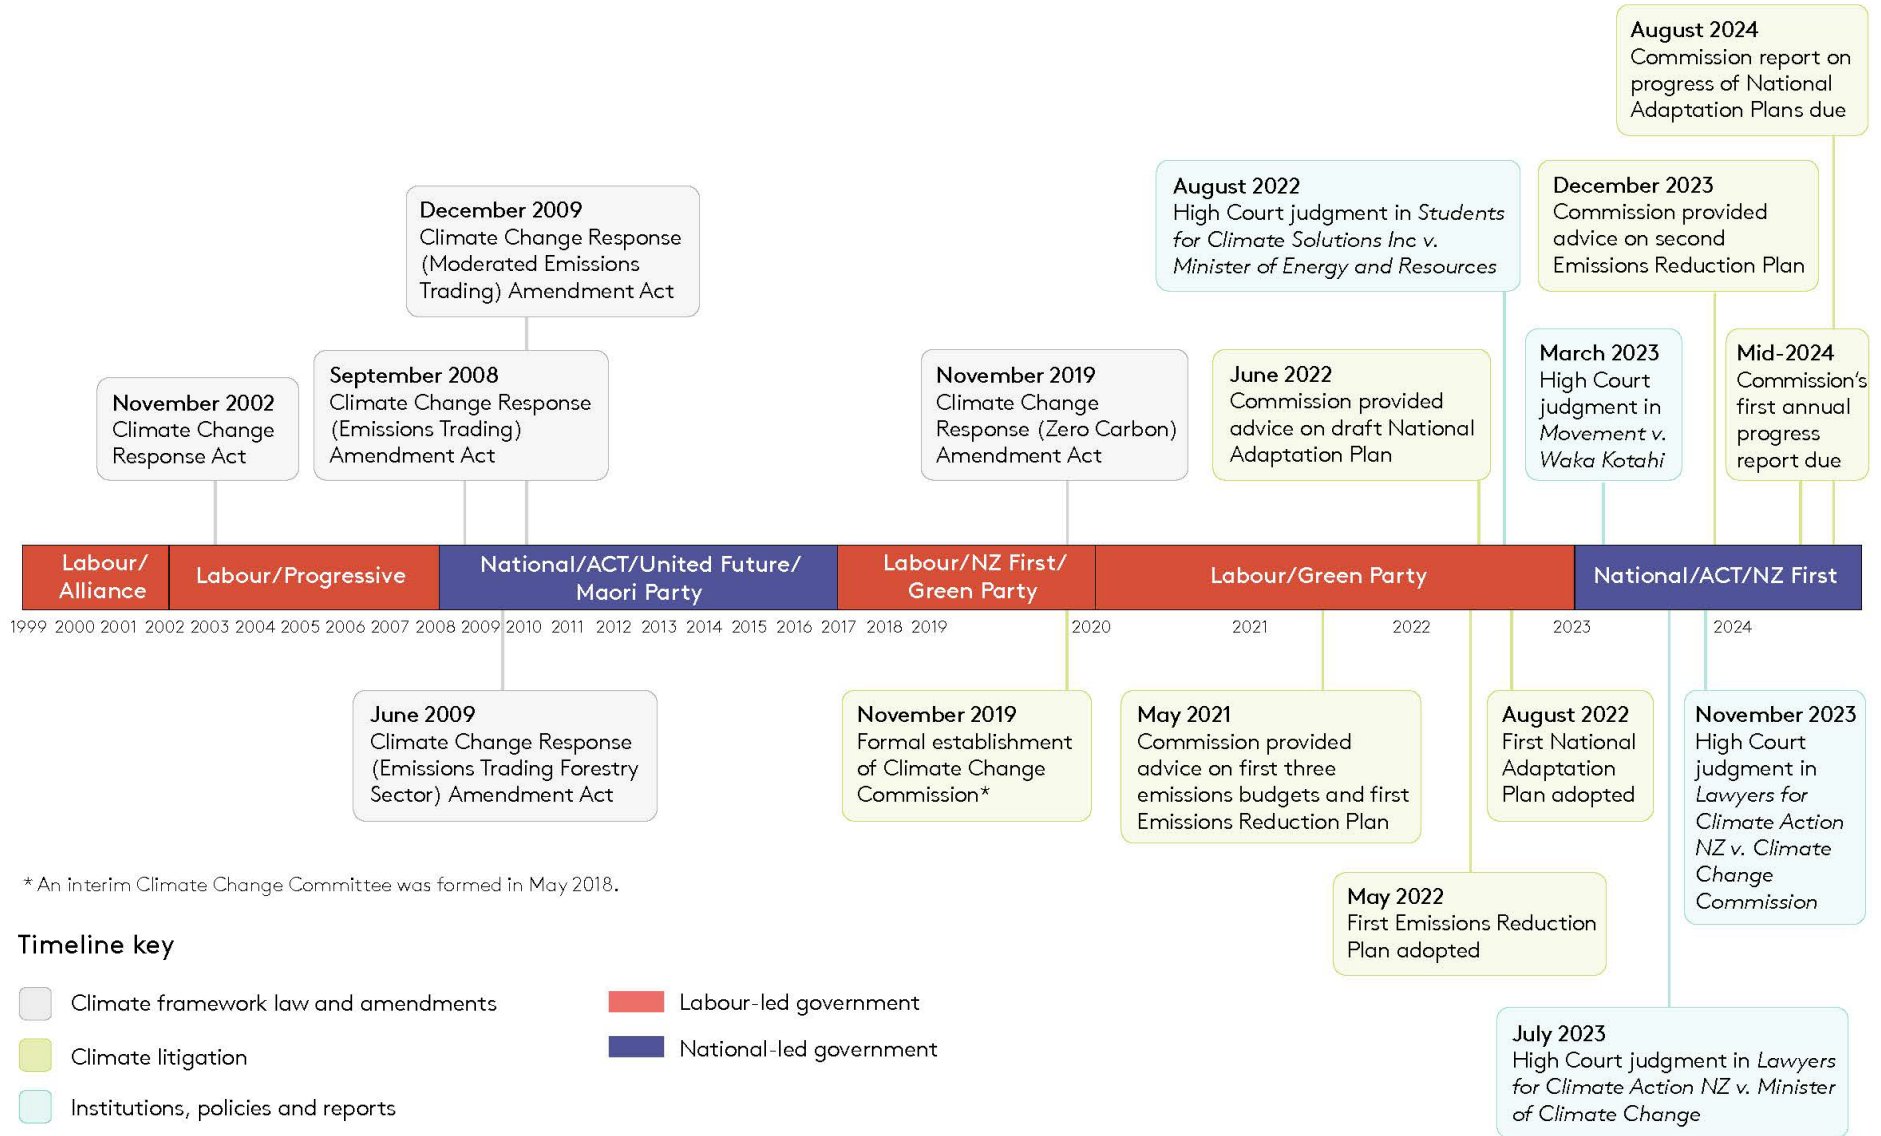 August 2024
Commission report on
progress of National
Adaptation Plans due
August 2022
High Court judgment in Students
for Climate Solutions Inc v.
Minister of Energy and Resources
December 2023
Commission provided
advice on second
Emissions Reduction Plan
December 2009
Climate Change Response
(Moderated Emissions
Trading) Amendment Act
November 2002
Climate Change
Response Act
September 2008
Climate Change Response
(Emissions Trading)
Amendment Act
November 2019
Climate Change
Response (Zero Carbon)
Amendment Act
June 2022
Commission provided
advice on draft National
Adaptation Plan
March 2023
High Court
judgment in
Movement v.
Waka Kotahi
Mid-2024
Commission's
first annual
progress
report due
Labour/
Alliance
Labour/Progressive
National/ACT/United Future/
Maori Party
Labour/NZ First/
Green Party
Labour/Green Party
National/ACT/NZ First
1999 2000 2001 2002 2003 2004 2005 2006 2007 2008 2009 2010 2011 2012 2013 2014 2015 2016 2017 2018 2019 2020 2021 2022 2023 2024
June 2009
Climate Change Response
(Emissions Trading Forestry
Sector) Amendment Act
November 2019
Formal establishment
of Climate Change
Commission*
May 2021
Commission provided
advice on first three
emissions budgets and first
Emissions Reduction Plan
August 2022
First National
Adaptation
Plan adopted
November 2023
High Court
judgment in
Lawyers for
Climate Action
NZ v. Climate
Change
Commission
May 2022
First Emissions Reduction
Plan adopted
July 2023
High Court judgment in Lawyers
for Climate Action NZ v. Minister
of Climate Change
* An interim Climate Change Committee was formed in May 2018.
Timeline key
Climate framework law and amendments
Climate litigation
Institutions, policies and reports
Labour-led government
National-led government